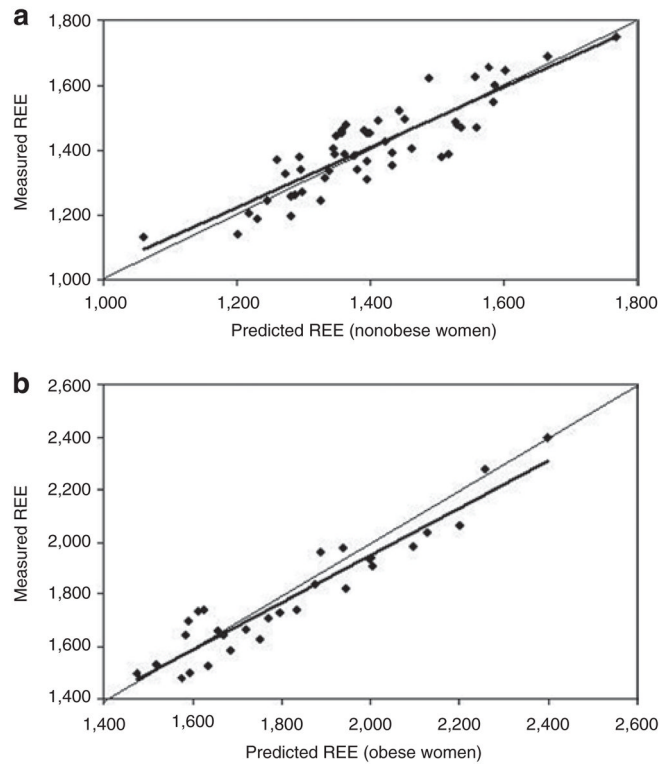 a
1,800
1,600
1,400
1,200
1,000
Measured REE
1,000 1,200 1,400 1,600 1,800
Predicted REE (nonobese women)
b
2,600
2,400
2,200
2,000
1,800
1,600
1,400
Measured REE
1,400 1,600 1,800 2,000 2,200 2,400 2,600
Predicted REE (obese women)